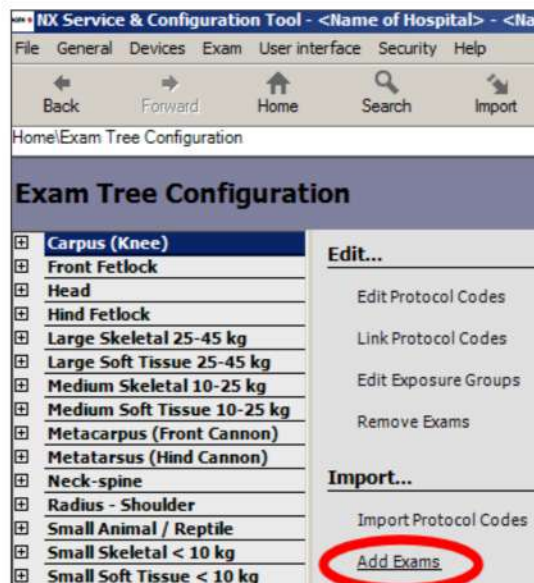 NX Service & Configuration Tool - <Name of Hospital> - <Na
File General Devices Exam User interface Security Help
Back Forward Home Search Import
Home\Exam Tree Configuration
Exam Tree Configuration
Carpus (Knee)
Front Fetlock
Head
Hind Fetlock
Large Skeletal 25-45 kg
Large Soft Tissue 25-45 kg
Medium Skeletal 10-25 kg
Medium Soft Tissue 10-25 kg
Metacarpus (Front Cannon)
Metatarsus (Hind Cannon)
Neck-spine
Radius - Shoulder
Small Animal / Reptile
Small Skeletal < 10 kg
Small Soft Tissue < 10 kg
Edit...
Edit Protocol Codes
Link Protocol Codes
Edit Exposure Groups
Remove Exams
Import...
Import Protocol Codes
Add Exams